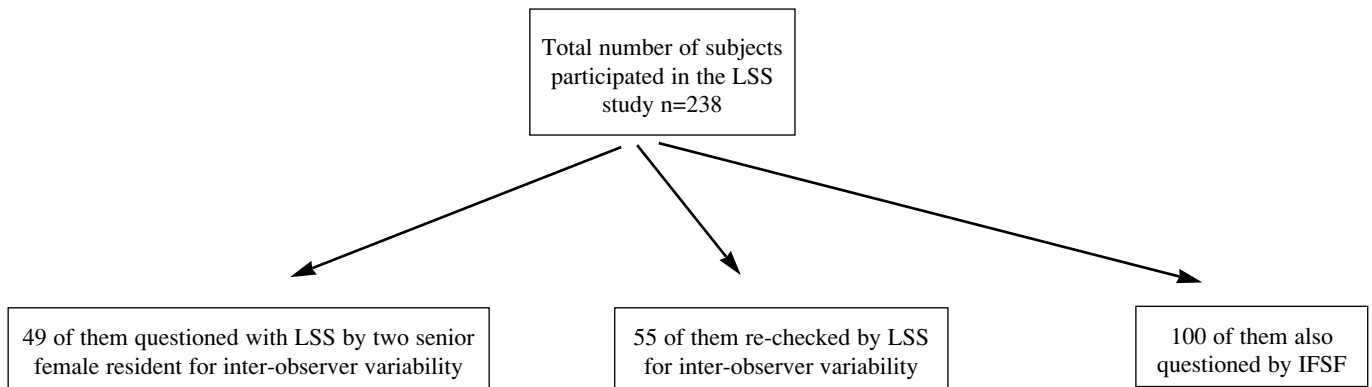 Total number of subjects
participated in the LSS
study n=238
49 of them questioned with LSS by two senior
female resident for inter-observer variability
55 of them re-checked by LSS
for inter-observer variability
100 of them also
questioned by IFSF